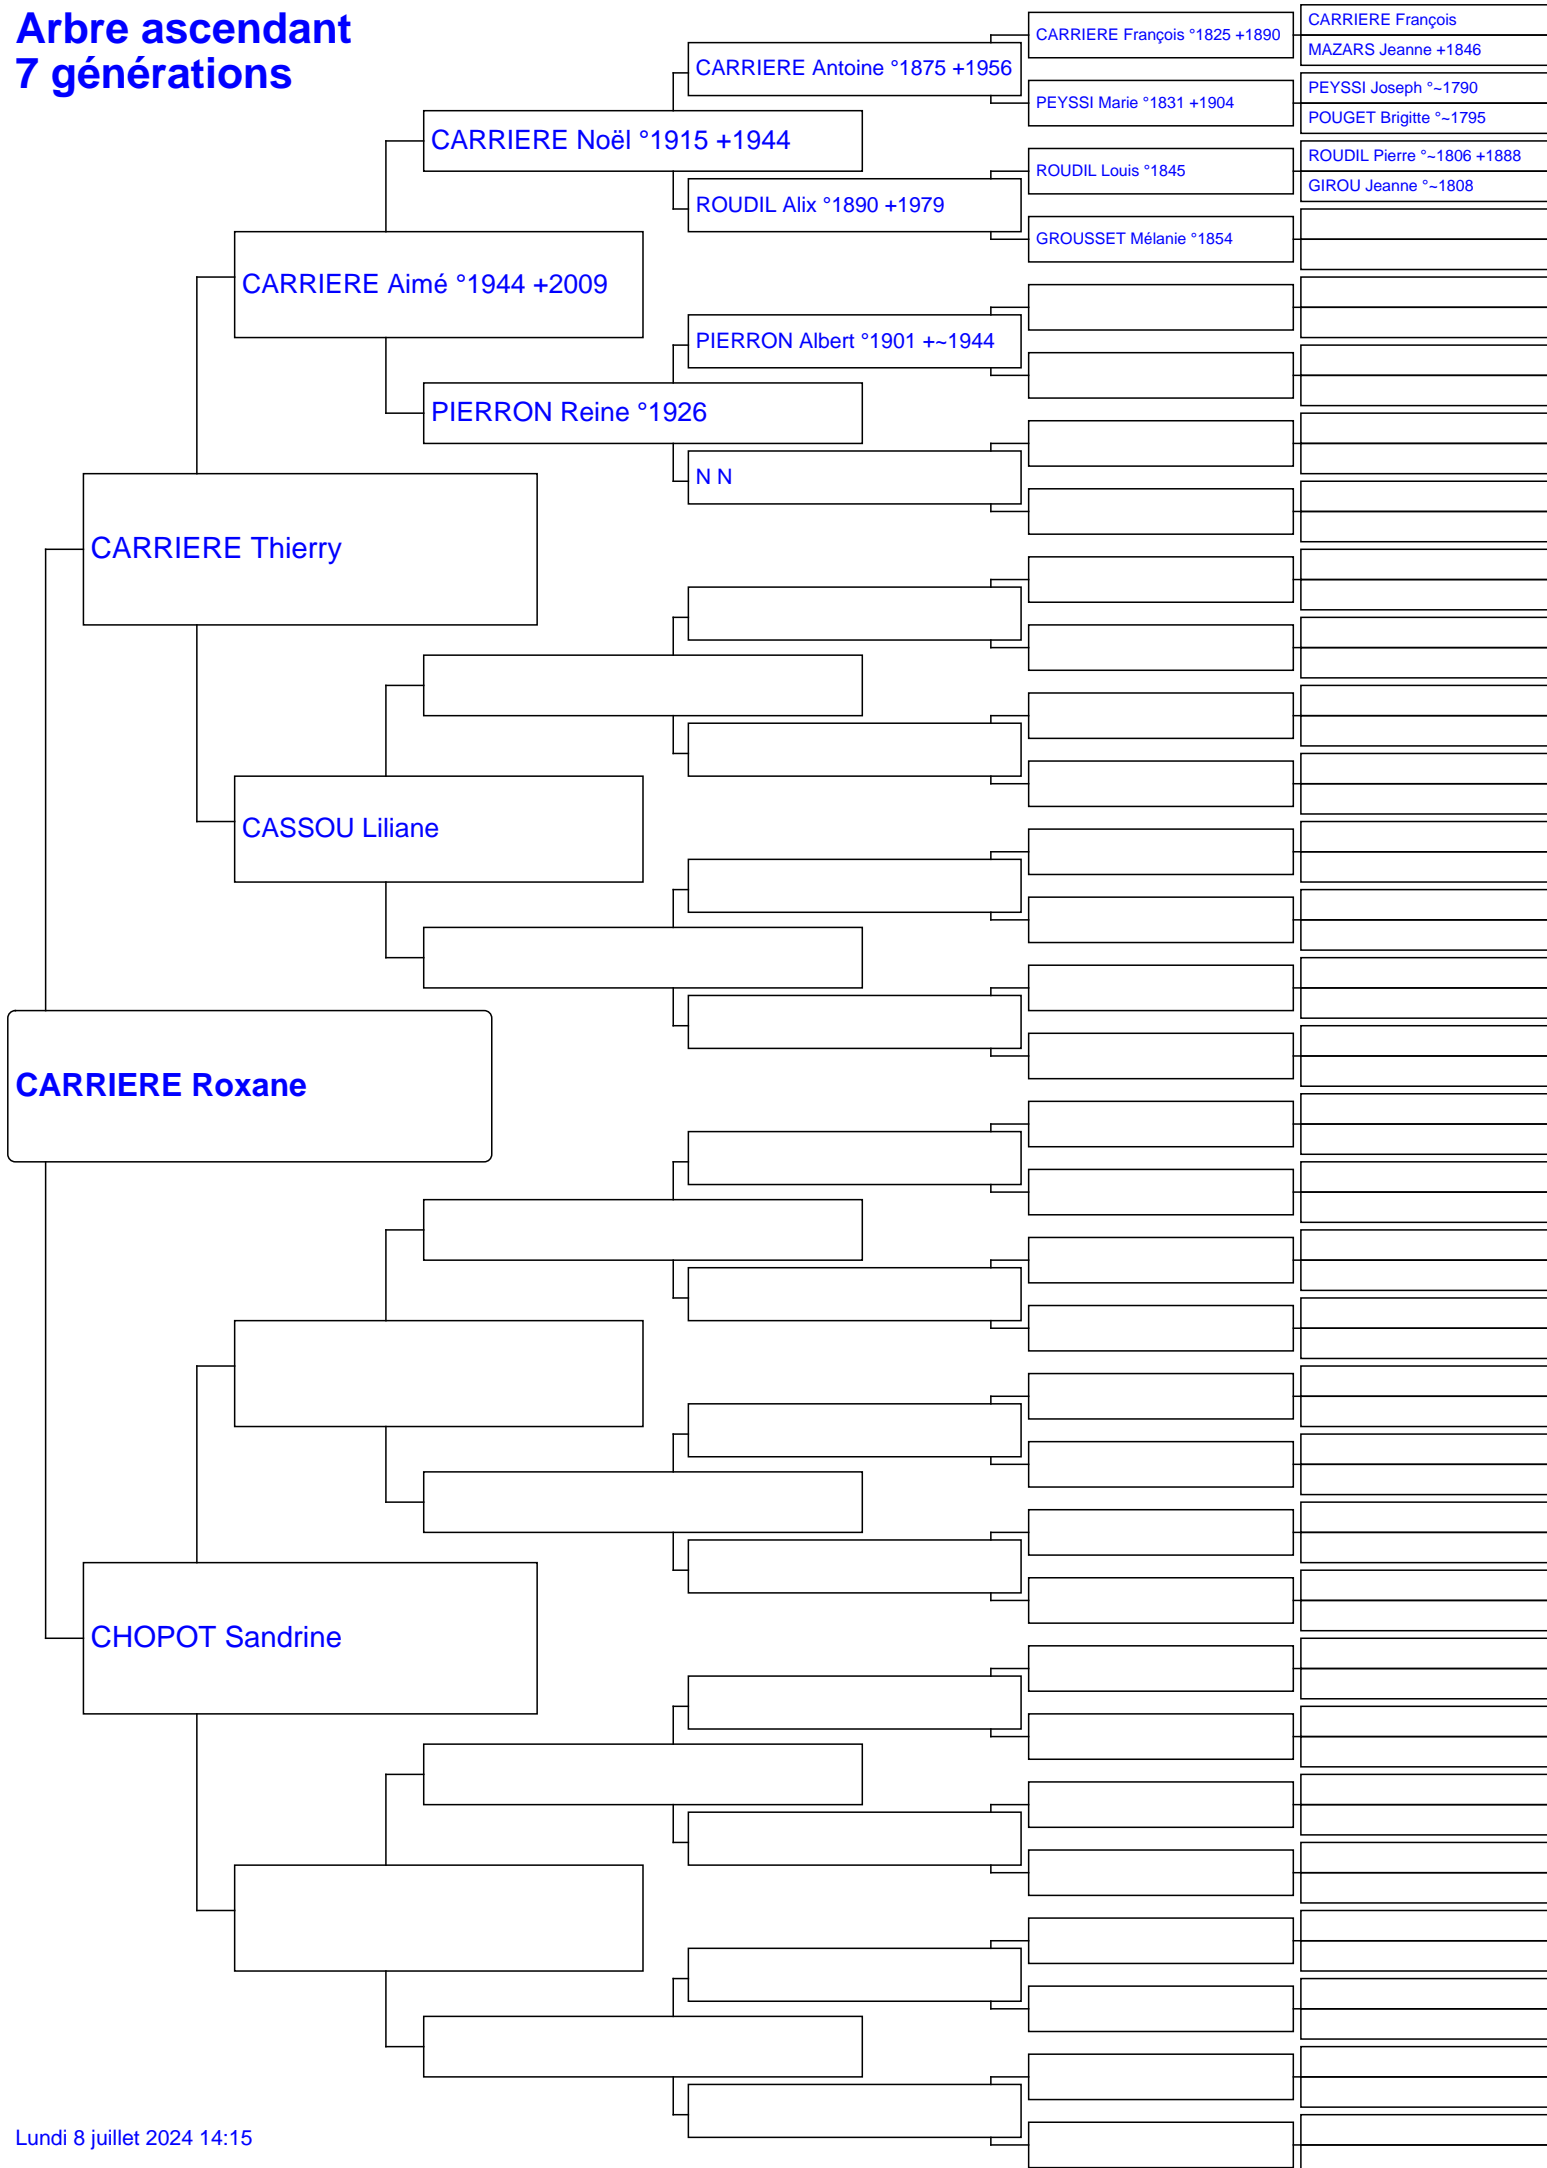 Arbre ascendant
7 générations
CARRIERE François °1825 +1890
CARRIERE François
MAZARS Jeanne +1846
CARRIERE Antoine °1875 +1956
PEYSSI Marie °1831 +1904
PEYSSI Joseph °~1790
POUGET Brigitte °~1795
CARRIERE Noël °1915 +1944
ROUDIL Louis °1845
ROUDIL Pierre °~1806 +1888
GIROU Jeanne °~1808
ROUDIL Alix °1890 +1979
GROUSSET Mélanie °1854
CARRIERE Aimé °1944 +2009
PIERRON Albert °1901 +~1944
PIERRON Reine °1926
N N
CARRIERE Thierry
CASSOU Liliane
CARRIERE Roxane
CHOPOT Sandrine
Lundi 8 juillet 2024 14:15